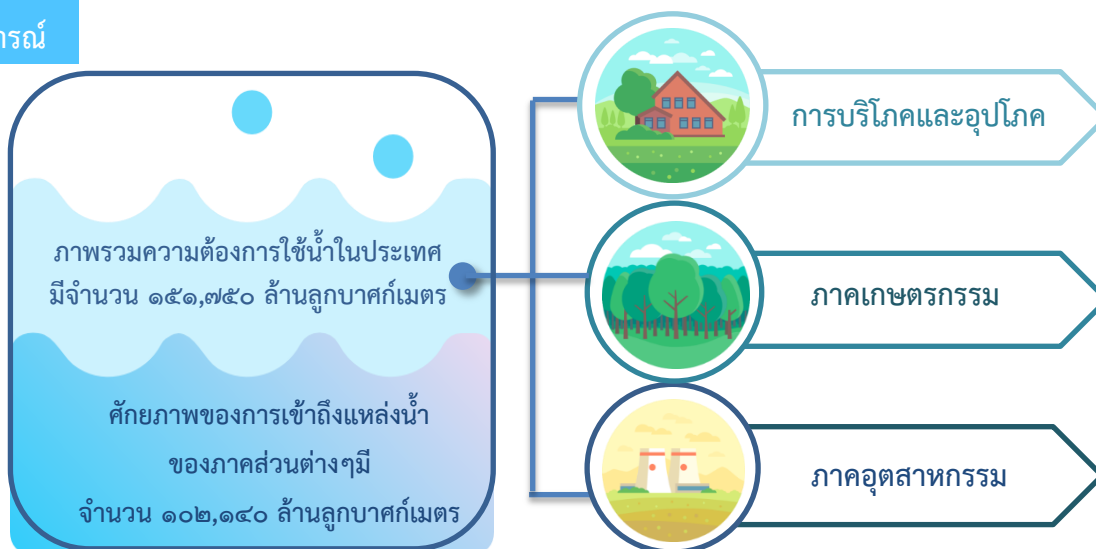 ภาพรวมความต้องการใช้น้ำในประเทศ
มีจำนวน ๑๕๑,๗๕๐ ล้านลูกบาศก์เมตร
ศักยภาพของการเข้าถึงแหล่งน้ำ
ของภาคส่วนต่างๆมี
จำนวน ๑๐๒,๑๔๐ ล้านลูกบาศก์เมตร
การบริโภคและอุปโภค
ภาคเกษตรกรรม
ภาคอุตสาหกรรม